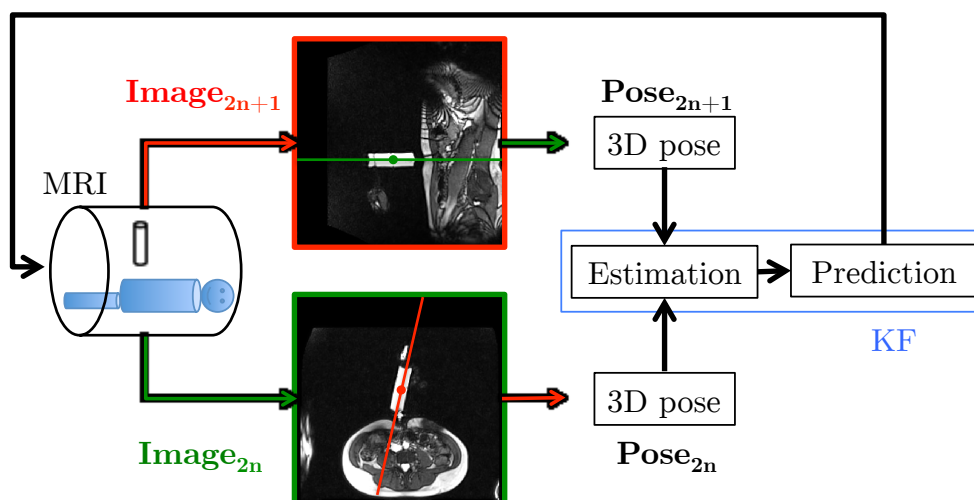 Image2n+1
Pose2n+1
3D pose
MRI
Estimation
Prediction
KF
3D pose
Image2n
Pose2n